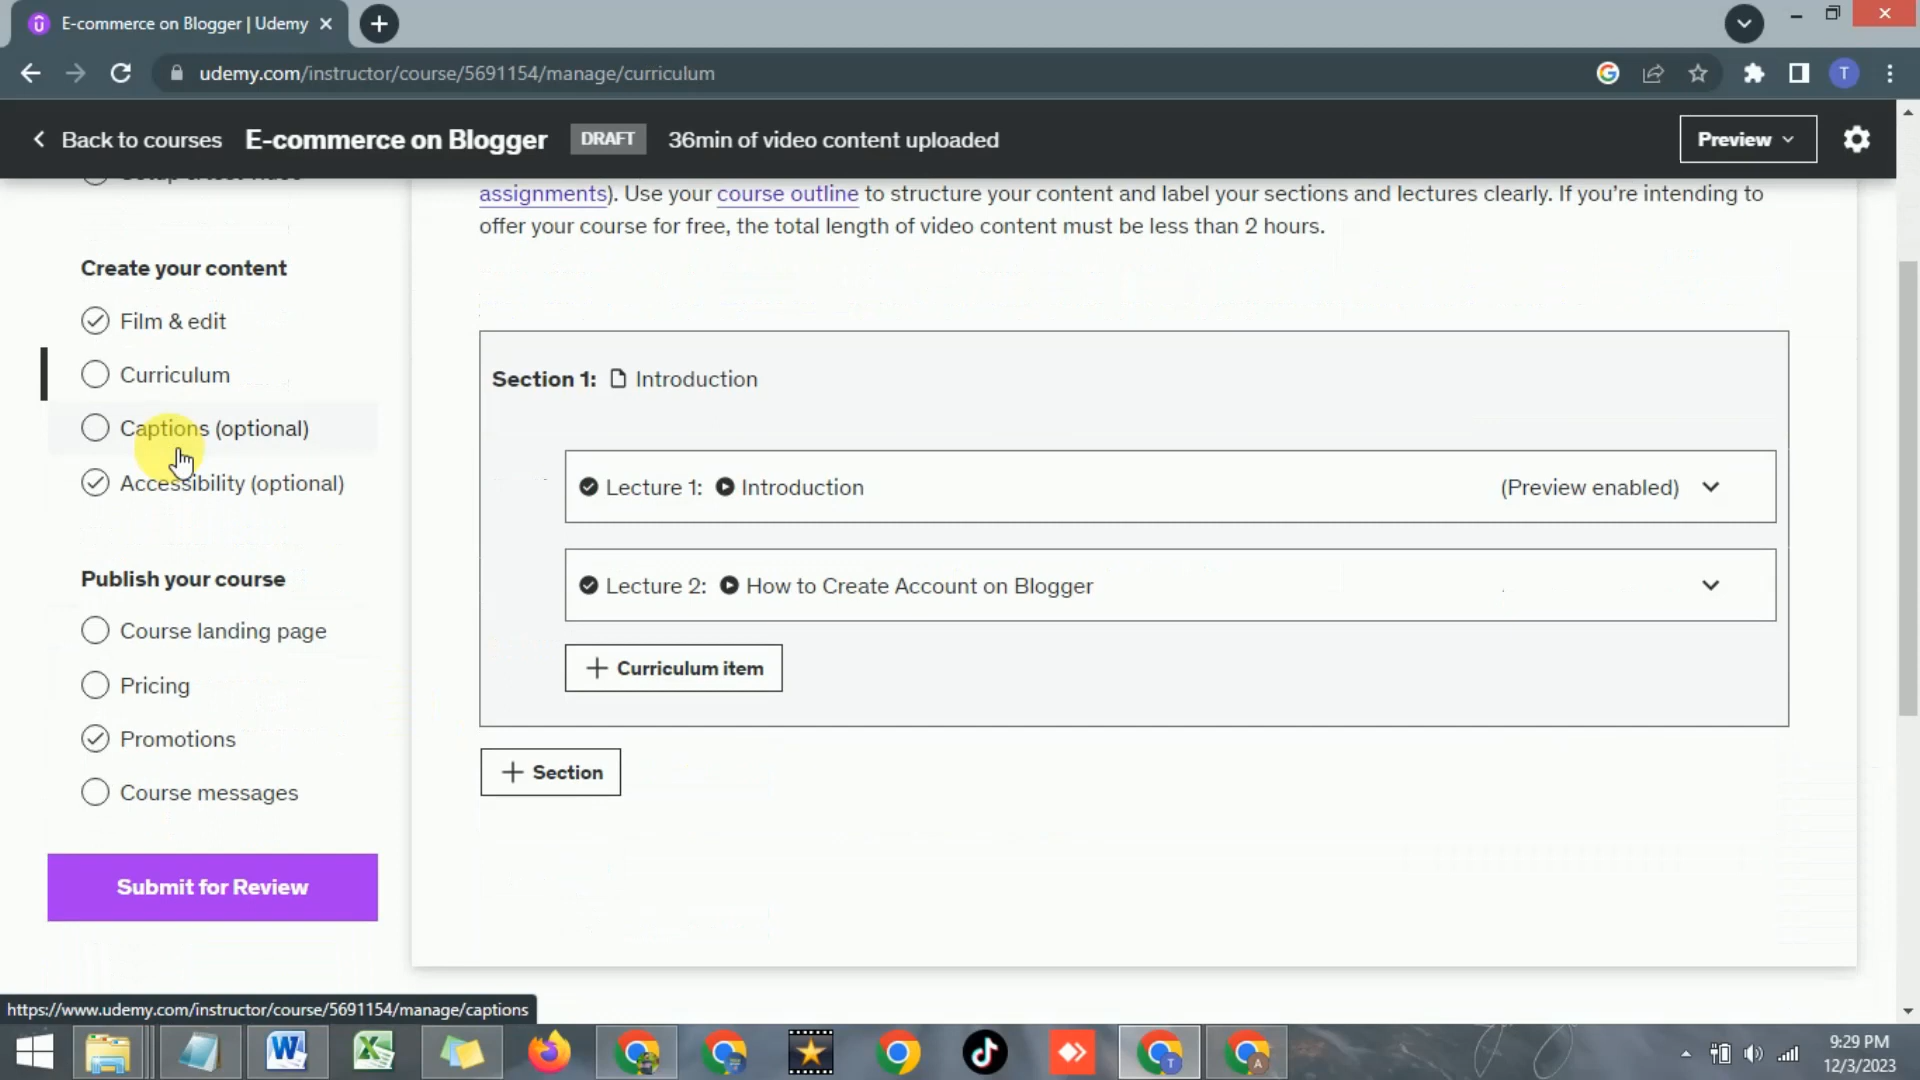 E-commerce on Blogger | Udemy
udemy.com/instructor/course/5691154/manage/curriculum
T
Back to courses
E-commerce on Blogger
DRAFT
36min of video content uploaded
Preview
Create your content
Film & edit
Curriculum
Captions (optional)
Accessibility (optional)
Publish your course
Course landing page
Pricing
Promotions
Course messages
Submit for Review
assignments). Use your course outline to structure your content and label your sections and lectures clearly. If you’re intending to
offer your course for free, the total length of video content must be less than 2 hours.
Section 1: Introduction
Lecture 1: Introduction
(Preview enabled)
Lecture 2: How to Create Account on Blogger
+ Curriculum item
+ Section
https://www.udemy.com/instructor/course/5691154/manage/captions
9:29 PM
12/3/2023